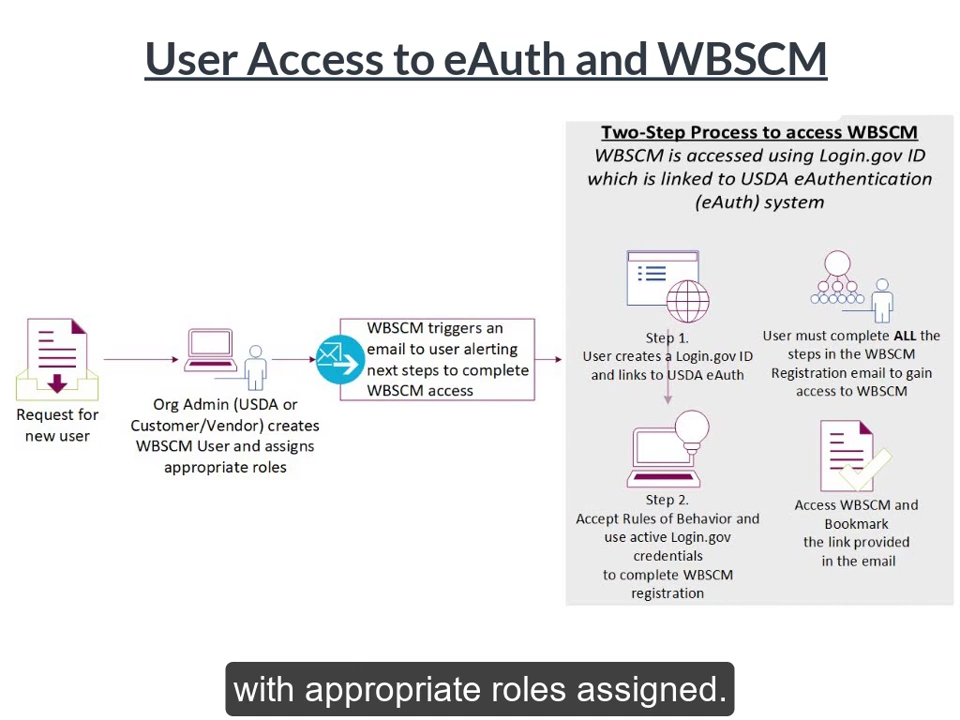 User Access to eAuth and WBSCM
Request for
new user
Org Admin (USDA or
Customer/Vendor) creates
WBSCM User and assigns
appropriate roles
WBSCM triggers an
email to user alerting
next steps to complete
WBSCM access
Two-Step Process to access WBSCM
WBSCM is accessed using Login.gov ID
which is linked to USDA eAuthentication
(eAuth) system
Step 1.
User creates a Login.gov ID
and links to USDA eAuth
User must complete ALL the
steps in the WBSCM
Registration email to gain
access to WBSCM
Step 2.
Accept Rules of Behavior and
use active Login.gov
credentials
to complete WBSCM
registration
Access WBSCM and
Bookmark
the link provided
in the email
with appropriate roles assigned.